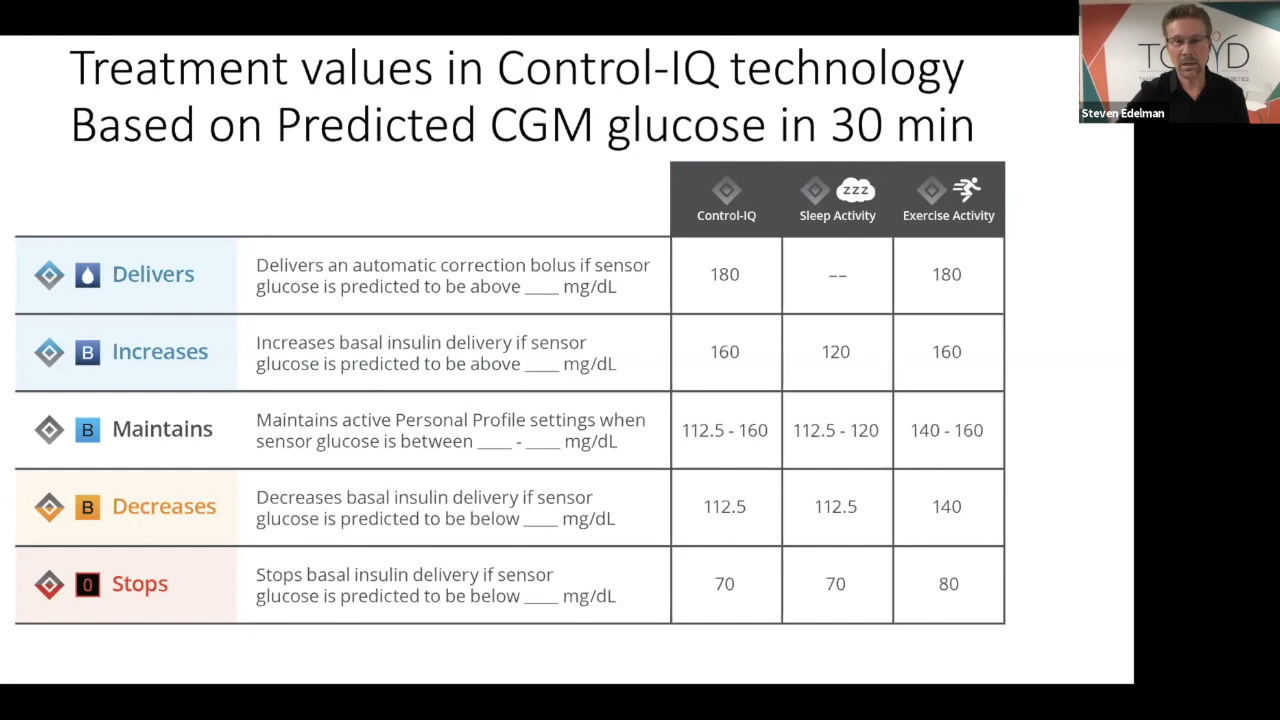 Treatment values in Control-IQ technology
Based on Predicted CGM glucose in 30 min
Steven Edelman
zzz
Control-IQ
Sleep Activity
Exercise Activity
Delivers
Delivers an automatic correction bolus if sensor
glucose is predicted to be above ____ mg/dL
180
––
180
B
Increases
Increases basal insulin delivery if sensor
glucose is predicted to be above ____ mg/dL
160
120
160
B
Maintains
Maintains active Personal Profile settings when
sensor glucose is between ____ - ____ mg/dL
112.5 - 160
112.5 - 120
140 - 160
B
Decreases
Decreases basal insulin delivery if sensor
glucose is predicted to be below ____ mg/dL
112.5
112.5
140
0
Stops
Stops basal insulin delivery if sensor
glucose is predicted to be below ____ mg/dL
70
70
80